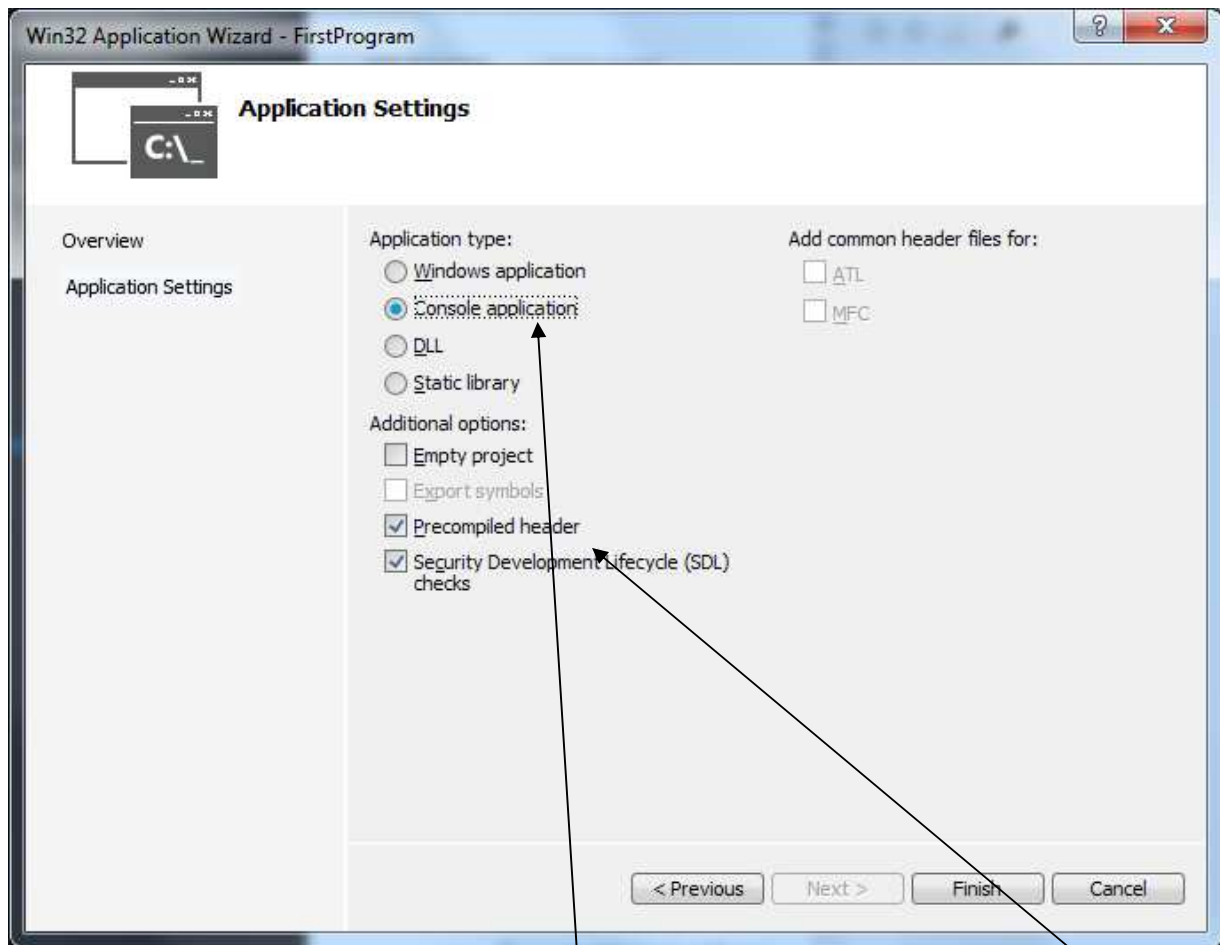 Win32 Application Wizard - FirstProgram
Application Settings
C:\_
Overview
Application Settings
Application type:
Windows application
Console application
DLL
Static library
Additional options:
Empty project
Export symbols
Precompiled header
Security Development Lifecycle (SDL)
checks
Add common header files for:
ATL
MFC
< Previous
Next >
Finish
Cancel